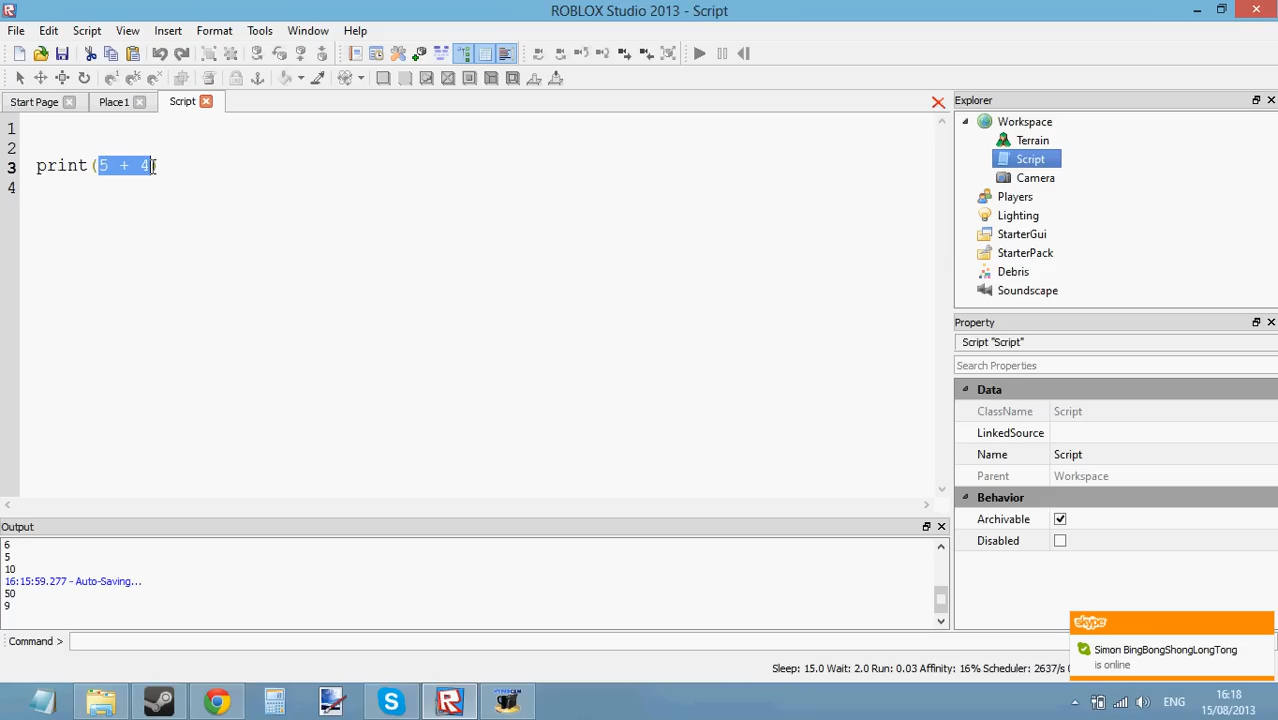 ROBLOX Studio 2013 - Script
File Edit Script View Insert Format Tools Window Help
Start Page Place1 Script
1
2
3 print(5 + 4)
4
Explorer
Workspace
Terrain
Script
Camera
Players
Lighting
StarterGui
StarterPack
Debris
Soundscape
Property
Script "Script"
Search Properties
Data
ClassName Script
LinkedSource
Name Script
Parent Workspace
Behavior
Archivable
Disabled
Output
6
5
10
16:15:59.277 - Auto-Saving...
50
9
Command >
skype
Simon BingBongShongLongTong
is online
Sleep: 15.0 Wait: 2.0 Run: 0.03 Affinity: 16% Scheduler: 2637/s
ENG
16:18
15/08/2013